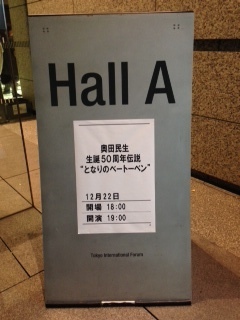 Hall A
奥田民生
生誕50周年伝説
“となりのベートーベン”
12月22日
開場 18:00
開演 19:00
Tokyo International Forum